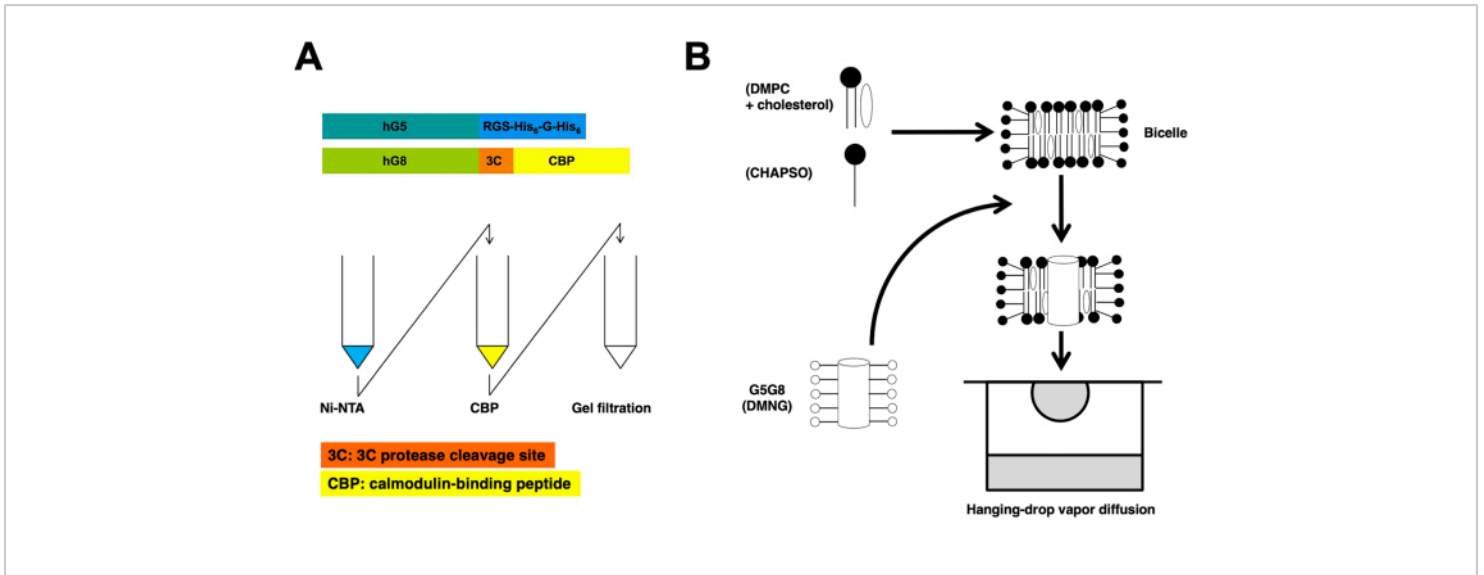 A
hG5 RGS-His6-G-His6
hG8 3C CBP
Ni-NTA CBP Gel filtration
3C: 3C protease cleavage site
CBP: calmodulin-binding peptide
B
(DMPC
+ cholesterol)
(CHAPSO)
Bicelle
G5G8
(DMNG)
Hanging-drop vapor diffusion